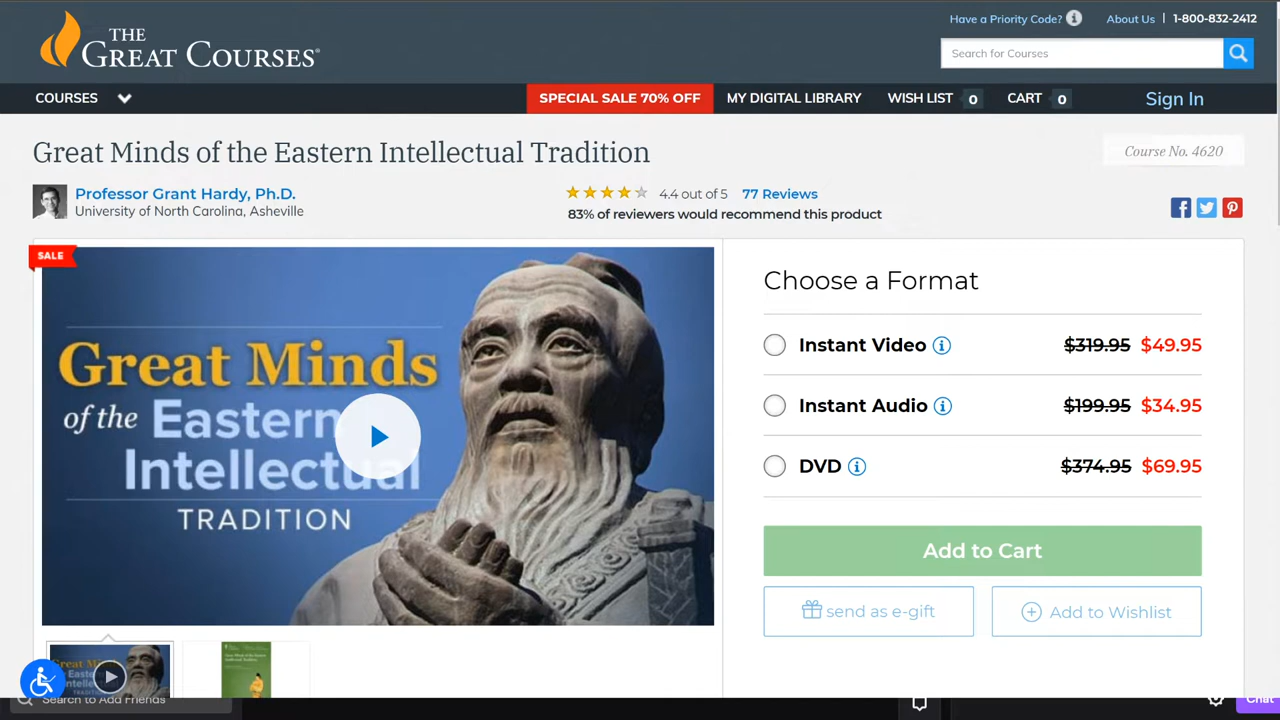 Have a Priority Code?
About Us | 1-800-832-2412
THE
GREAT COURSES®
Search for Courses
COURSES
SPECIAL SALE 70% OFF
MY DIGITAL LIBRARY
WISH LIST 0
CART 0
Sign In
Great Minds of the Eastern Intellectual Tradition
Course No. 4620
Professor Grant Hardy, Ph.D.
University of North Carolina, Asheville
4.4 out of 5 77 Reviews
83% of reviewers would recommend this product
SALE
Great Minds
of the Eastern
Intellectual
TRADITION
Choose a Format
Instant Video $319.95 $49.95
Instant Audio $199.95 $34.95
DVD $374.95 $69.95
Add to Cart
send as e-gift
Add to Wishlist
Search to Add Friends
Chat